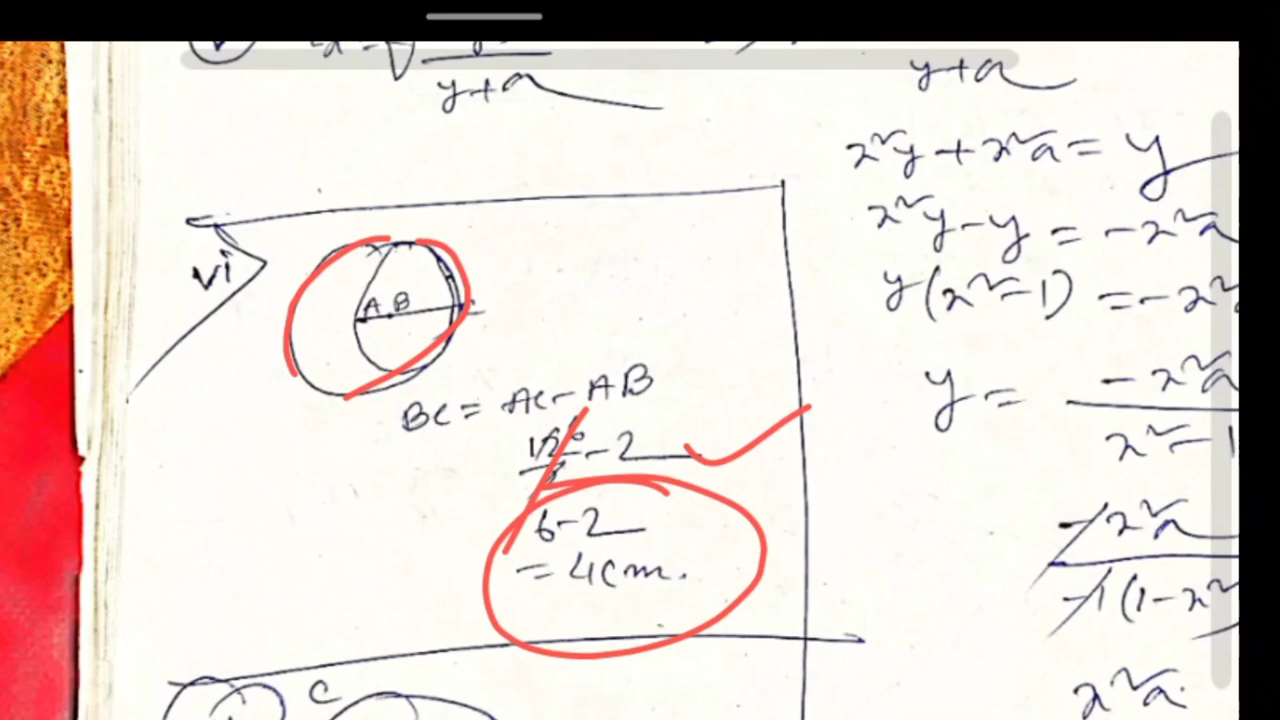 y+a
vi
A B
BC = AC - AB
12/2 - 2
6-2
= 4cm.
C
y+a
x²y + x²a = y
x²y - y = -x²a
y(x²-1) = -x²
y = -x²a / x²-1
-x²a / -1(1-x²
x²a